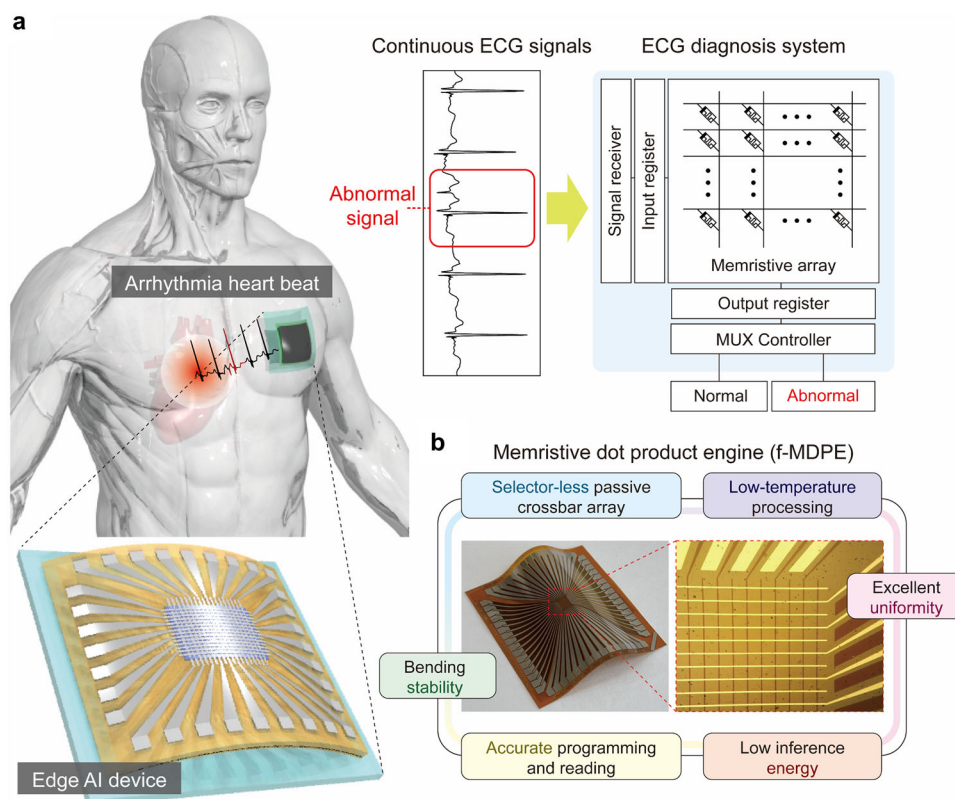 a
Continuous ECG signals
ECG diagnosis system
Abnormal
signal
Signal receiver
Input register
Memristive array
Output register
MUX Controller
Normal
Abnormal
Arrhythmia heart beat
Edge AI device
b
Memristive dot product engine (f-MDPE)
Selector-less passive
crossbar array
Low-temperature
processing
Excellent
uniformity
Bending
stability
Accurate programming
and reading
Low inference
energy